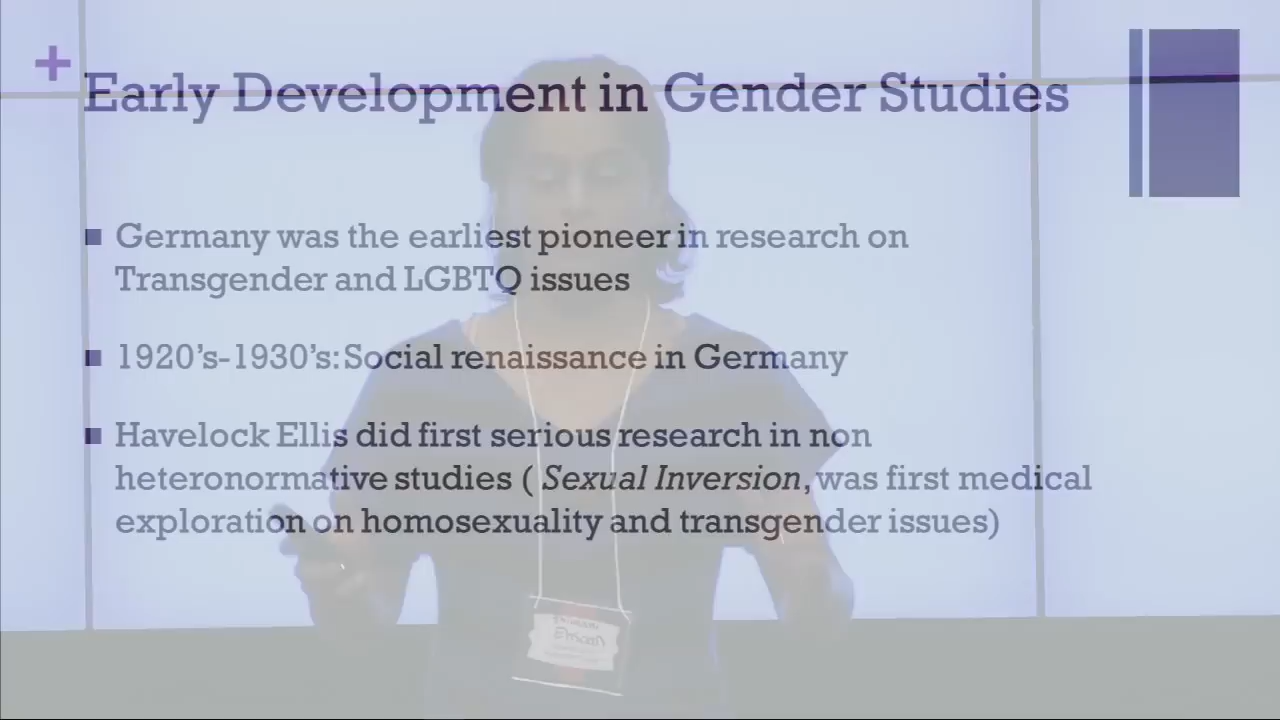 +
Early Development in Gender Studies
Germany was the earliest pioneer in research on
Transgender and LGBTQ issues
1920’s-1930’s: Social renaissance in Germany
Havelock Ellis did first serious research in non
heteronormative studies ( Sexual Inversion, was first medical
exploration on homosexuality and transgender issues)